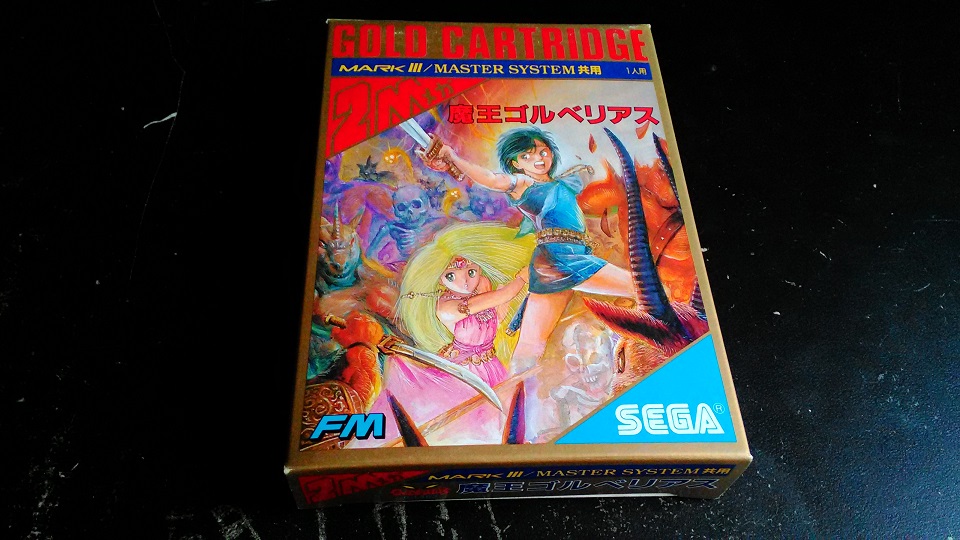 GOLD CARTRIDGE
MARK III/MASTER SYSTEM共用 1人用
2M
魔王ゴルベリアス
FM
SEGA®
MARK III/MASTER SYSTEM共用
魔王ゴルベリアス